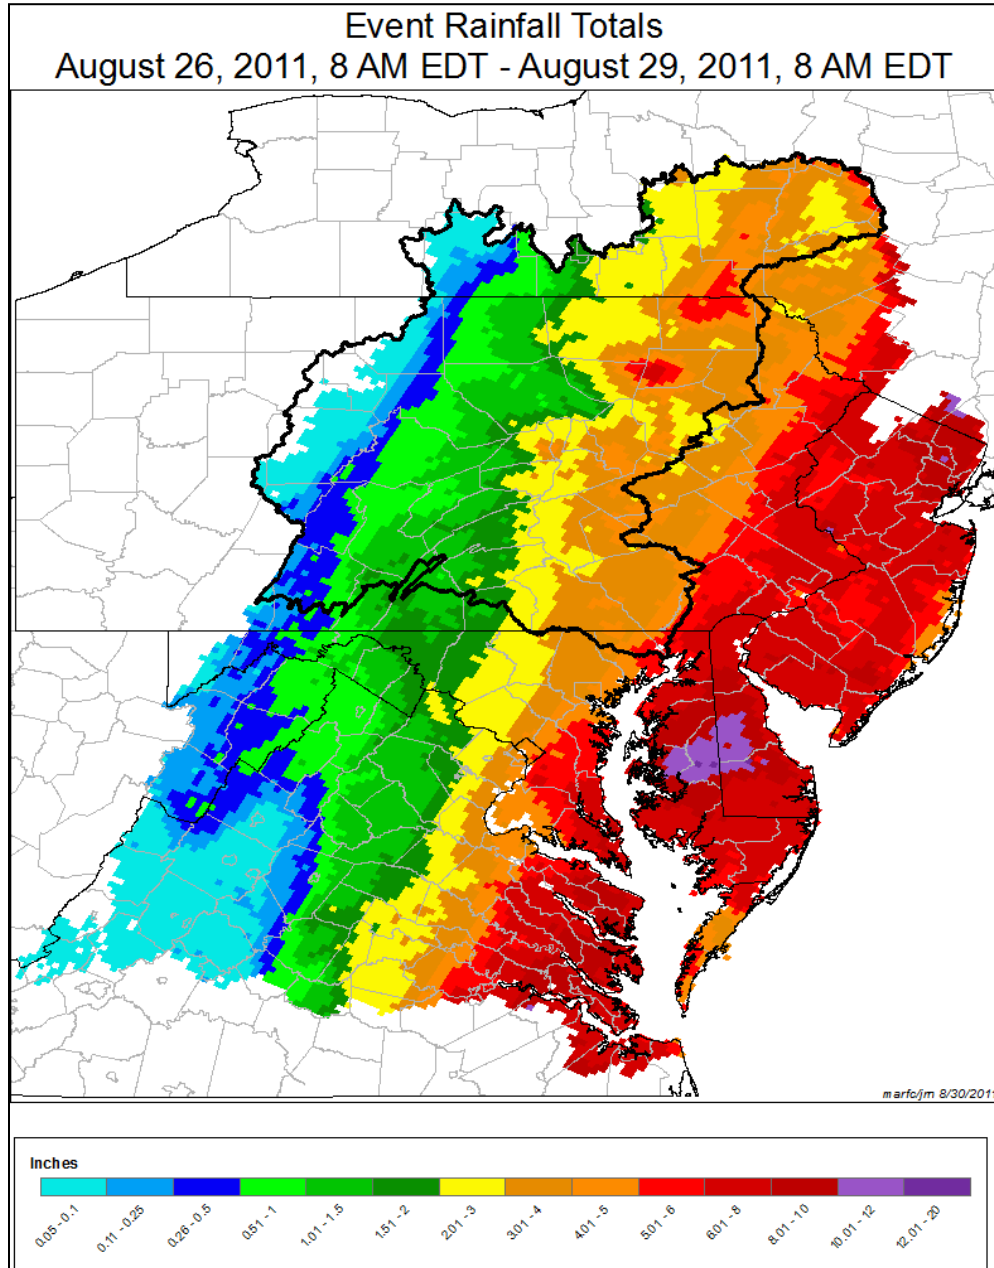 Event Rainfall Totals
August 26, 2011, 8 AM EDT - August 29, 2011, 8 AM EDT
marfc/jm 8/30/2011
Inches
0.05 - 0.1 0.11 - 0.25 0.26 - 0.5 0.51 - 1 1.01 - 1.5 1.51 - 2 2.01 - 3 3.01 - 4 4.01 - 5 5.01 - 6 6.01 - 8 8.01 - 10 10.01 - 12 12.01 - 20